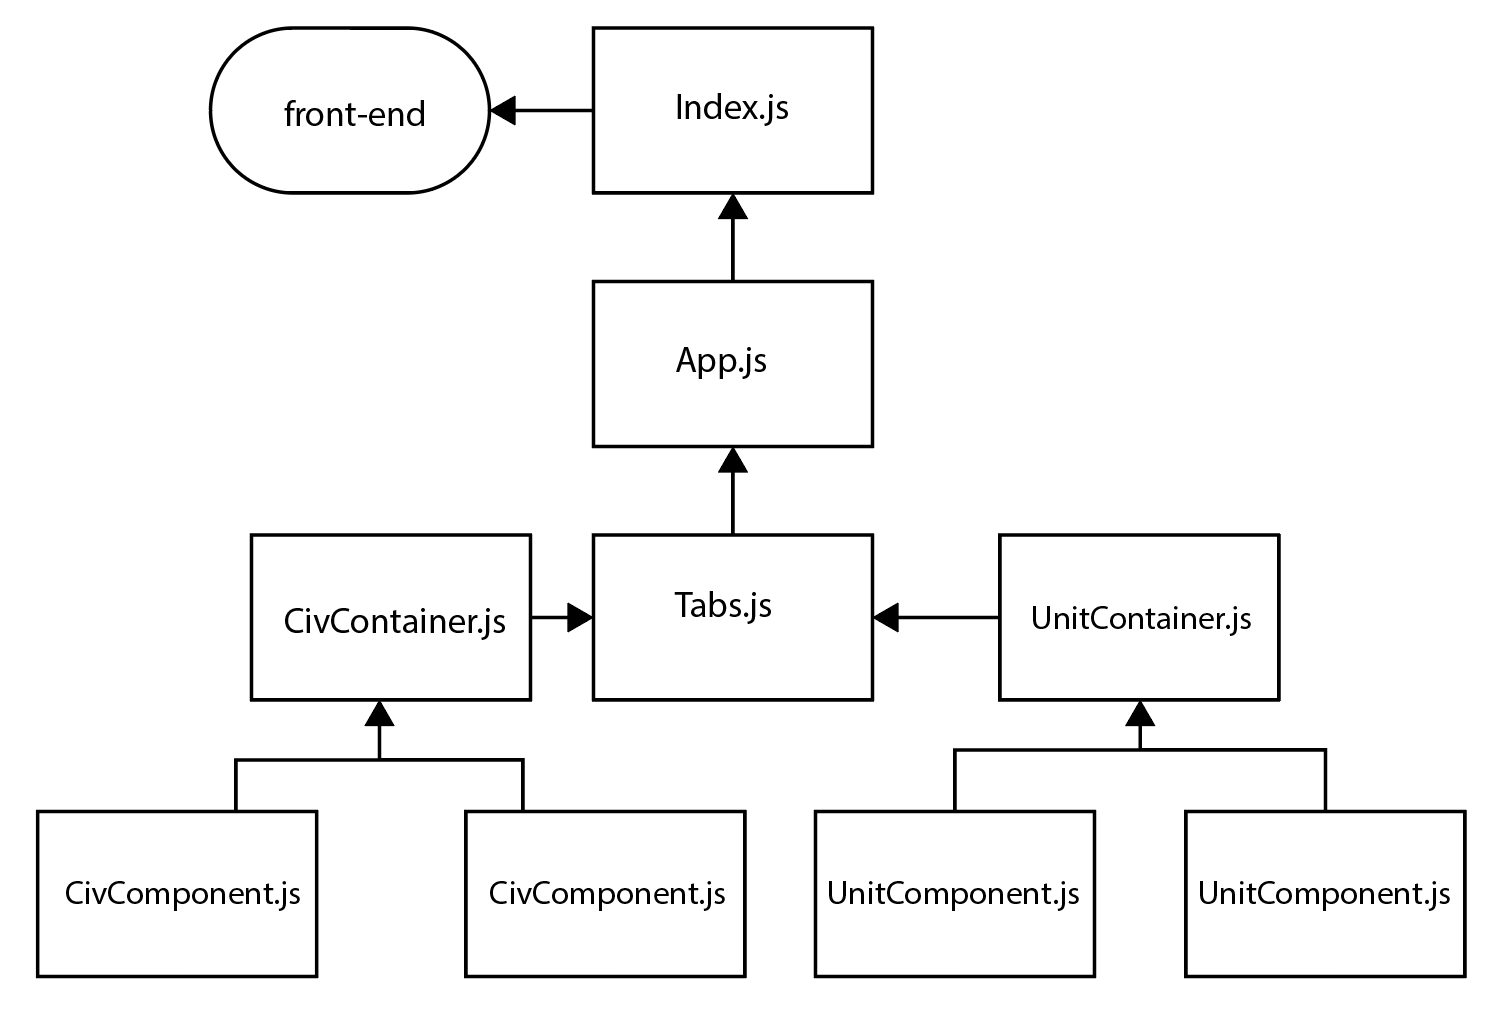 front-end
Index.js
App.js
CivContainer.js
Tabs.js
UnitContainer.js
CivComponent.js
CivComponent.js
UnitComponent.js
UnitComponent.js